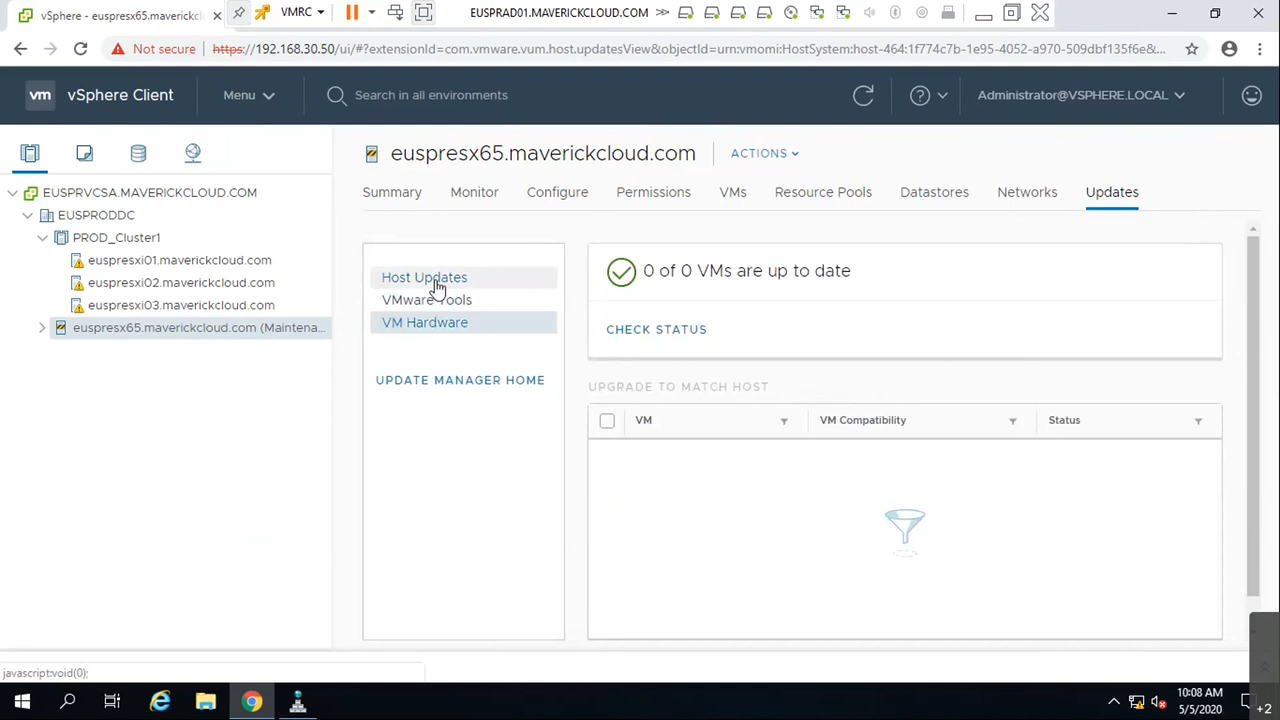 vSphere - euspresx65.maverickcl
VMRC
EUSPRAD01.MAVERICKCLOUD.COM
Not secure
https://192.168.30.50/ui/#?extensionId=com.vmware.vum.host.updatesView&objectId=urn:vmomi:HostSystem:host-464:1f774c7b-1e95-4052-a970-509dbf135f6e&...
vm
vSphere Client
Menu
Search in all environments
Administrator@VSPHERE.LOCAL
EUSPRVCSA.MAVERICKCLOUD.COM
EUSPRODDC
PROD_Cluster1
euspresxi01.maverickcloud.com
euspresxi02.maverickcloud.com
euspresxi03.maverickcloud.com
euspresx65.maverickcloud.com (Maintena...
euspresx65.maverickcloud.com
ACTIONS
Summary
Monitor
Configure
Permissions
VMs
Resource Pools
Datastores
Networks
Updates
Host Updates
VMware Tools
VM Hardware
UPDATE MANAGER HOME
0 of 0 VMs are up to date
CHECK STATUS
UPGRADE TO MATCH HOST
VM
VM Compatibility
Status
javascript:void(0);
10:08 AM
5/5/2020
+2